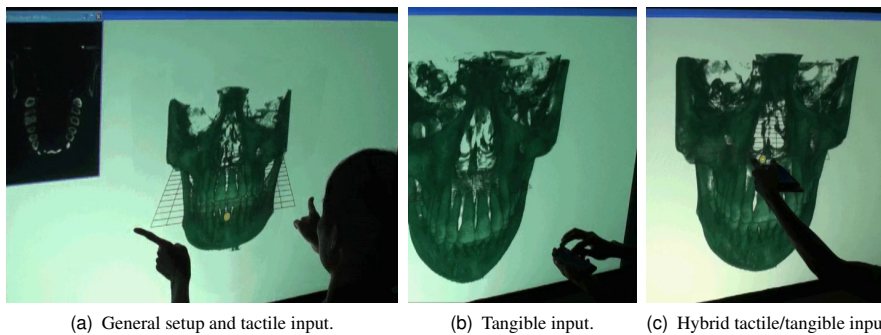 (a) General setup and tactile input.
(b) Tangible input.
(c) Hybrid tactile/tangible inpu